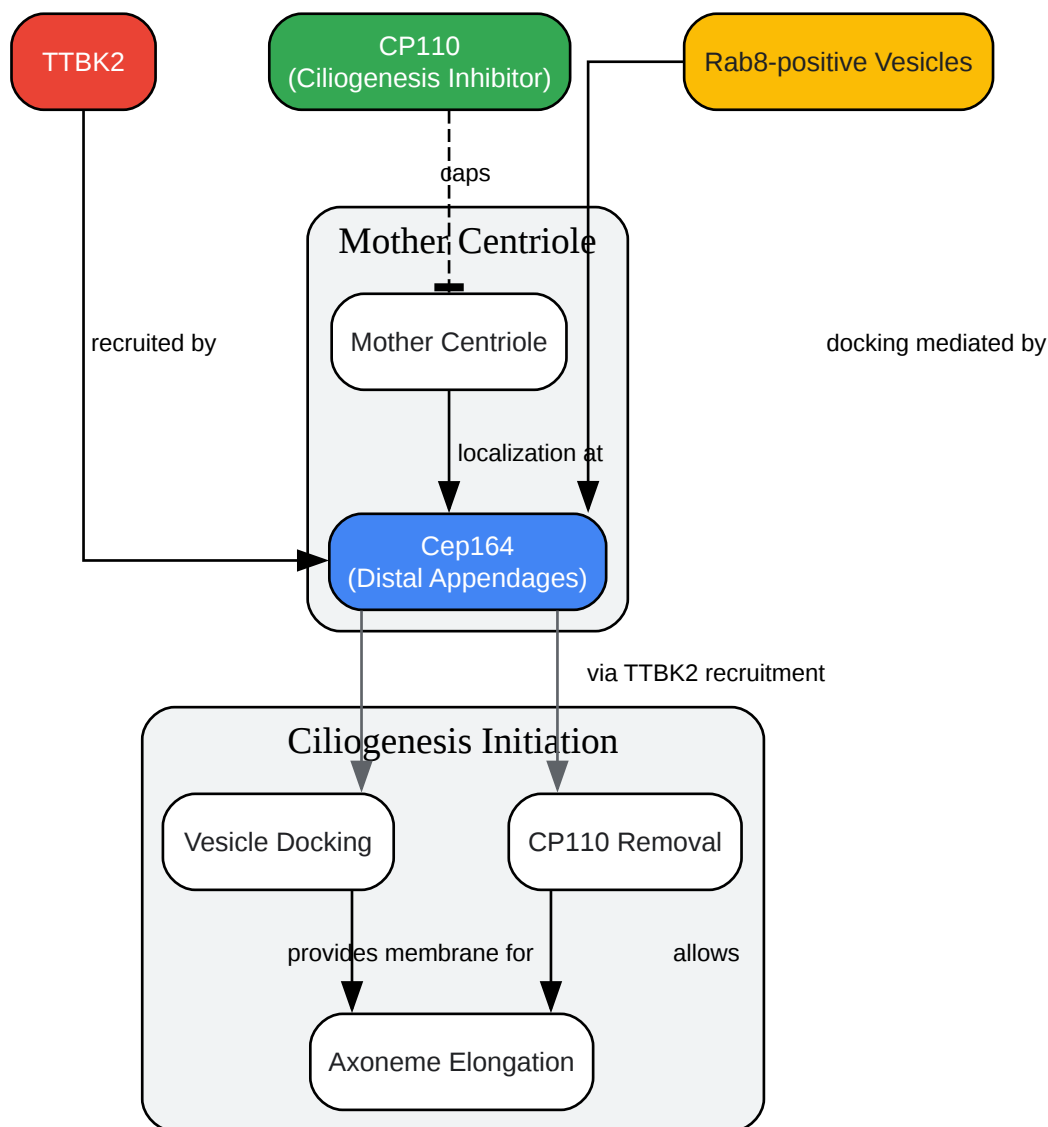 TTBK2
CP110
(Ciliogenesis Inhibitor)
Rab8-positive Vesicles
caps
Mother Centriole
Mother Centriole
recruited by
docking mediated by
localization at
Cep164
(Distal Appendages)
via TTBK2 recruitment
Ciliogenesis Initiation
Vesicle Docking
CP110 Removal
provides membrane for
allows
Axoneme Elongation